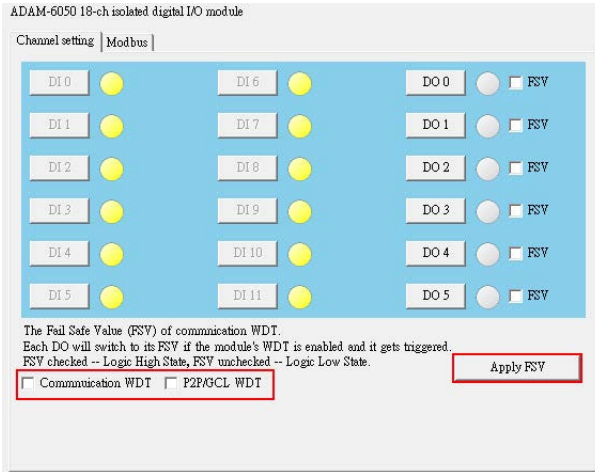 ADAM-6050 18-ch isolated digital I/O module
Channel setting Modbus
DI 0 DI 6 DO 0 FSV
DI 1 DI 7 DO 1 FSV
DI 2 DI 8 DO 2 FSV
DI 3 DI 9 DO 3 FSV
DI 4 DI 10 DO 4 FSV
DI 5 DI 11 DO 5 FSV
The Fail Safe Value (FSV) of commnication WDT.
Each DO will switch to its FSV if the module's WDT is enabled and it gets triggered.
FSV checked -- Logic High State, FSV unchecked -- Logic Low State.
Apply FSV
Commnuication WDT P2P/GCL WDT